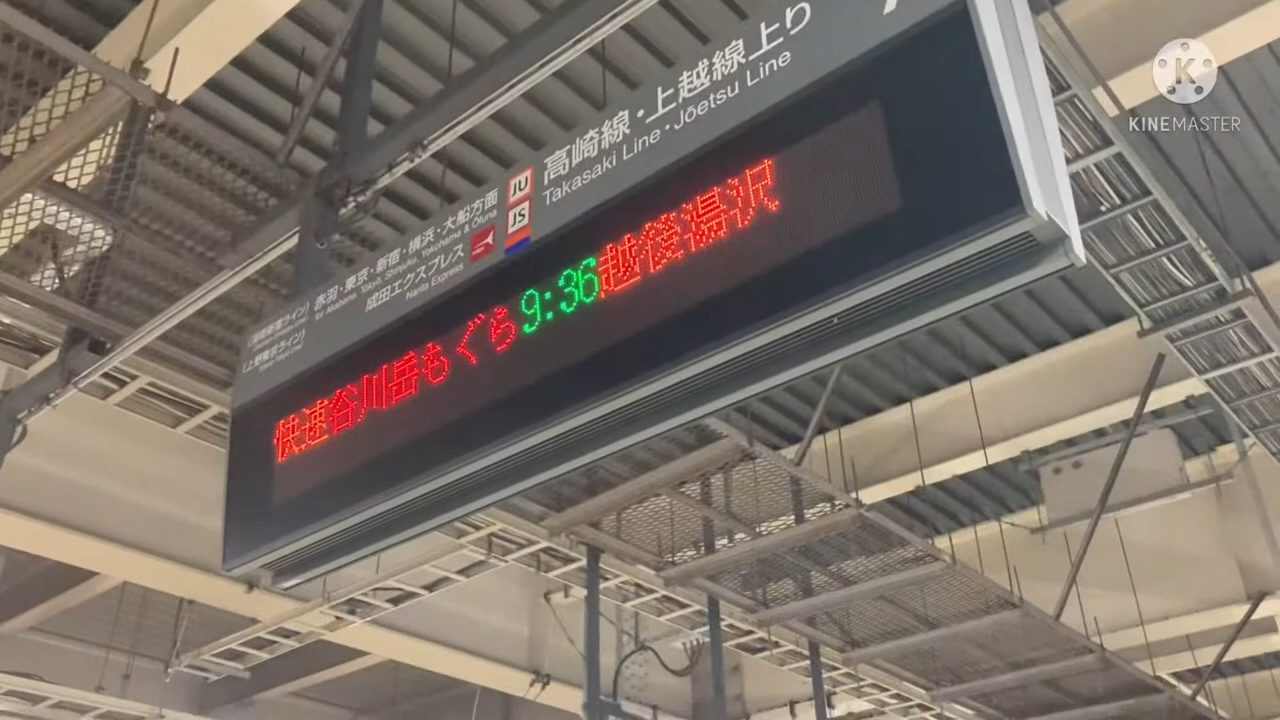 高崎線・上越線上り
Takasaki Line・Jōetsu Line
JU
JS
赤羽・東京・新宿・横浜・大船方面
for Akabane, Tokyo, Shinjuku, Yokohama & Ōfuna
成田エクスプレス
Narita Express
(湘南新宿ライン)
(上野東京ライン)
快速谷川岳もぐら9:36越後湯沢
K
KINEMASTER